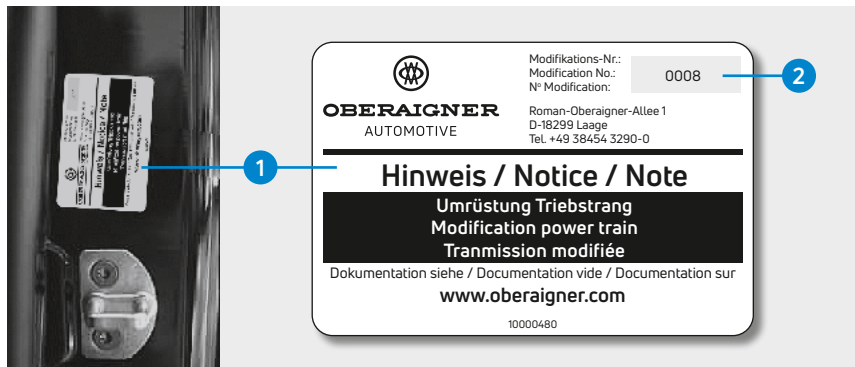 1
OBERAIGNER
AUTOMOTIVE
Modifikations-Nr.:
Modification No.:
Nº Modification:
0008
2
Roman-Oberaigner-Allee 1
D-18299 Laage
Tel. +49 38454 3290-0
Hinweis / Notice / Note
Umrüstung Triebstrang
Modification power train
Tranmission modifiée
Dokumentation siehe / Documentation vide / Documentation sur
www.oberaigner.com
10000480